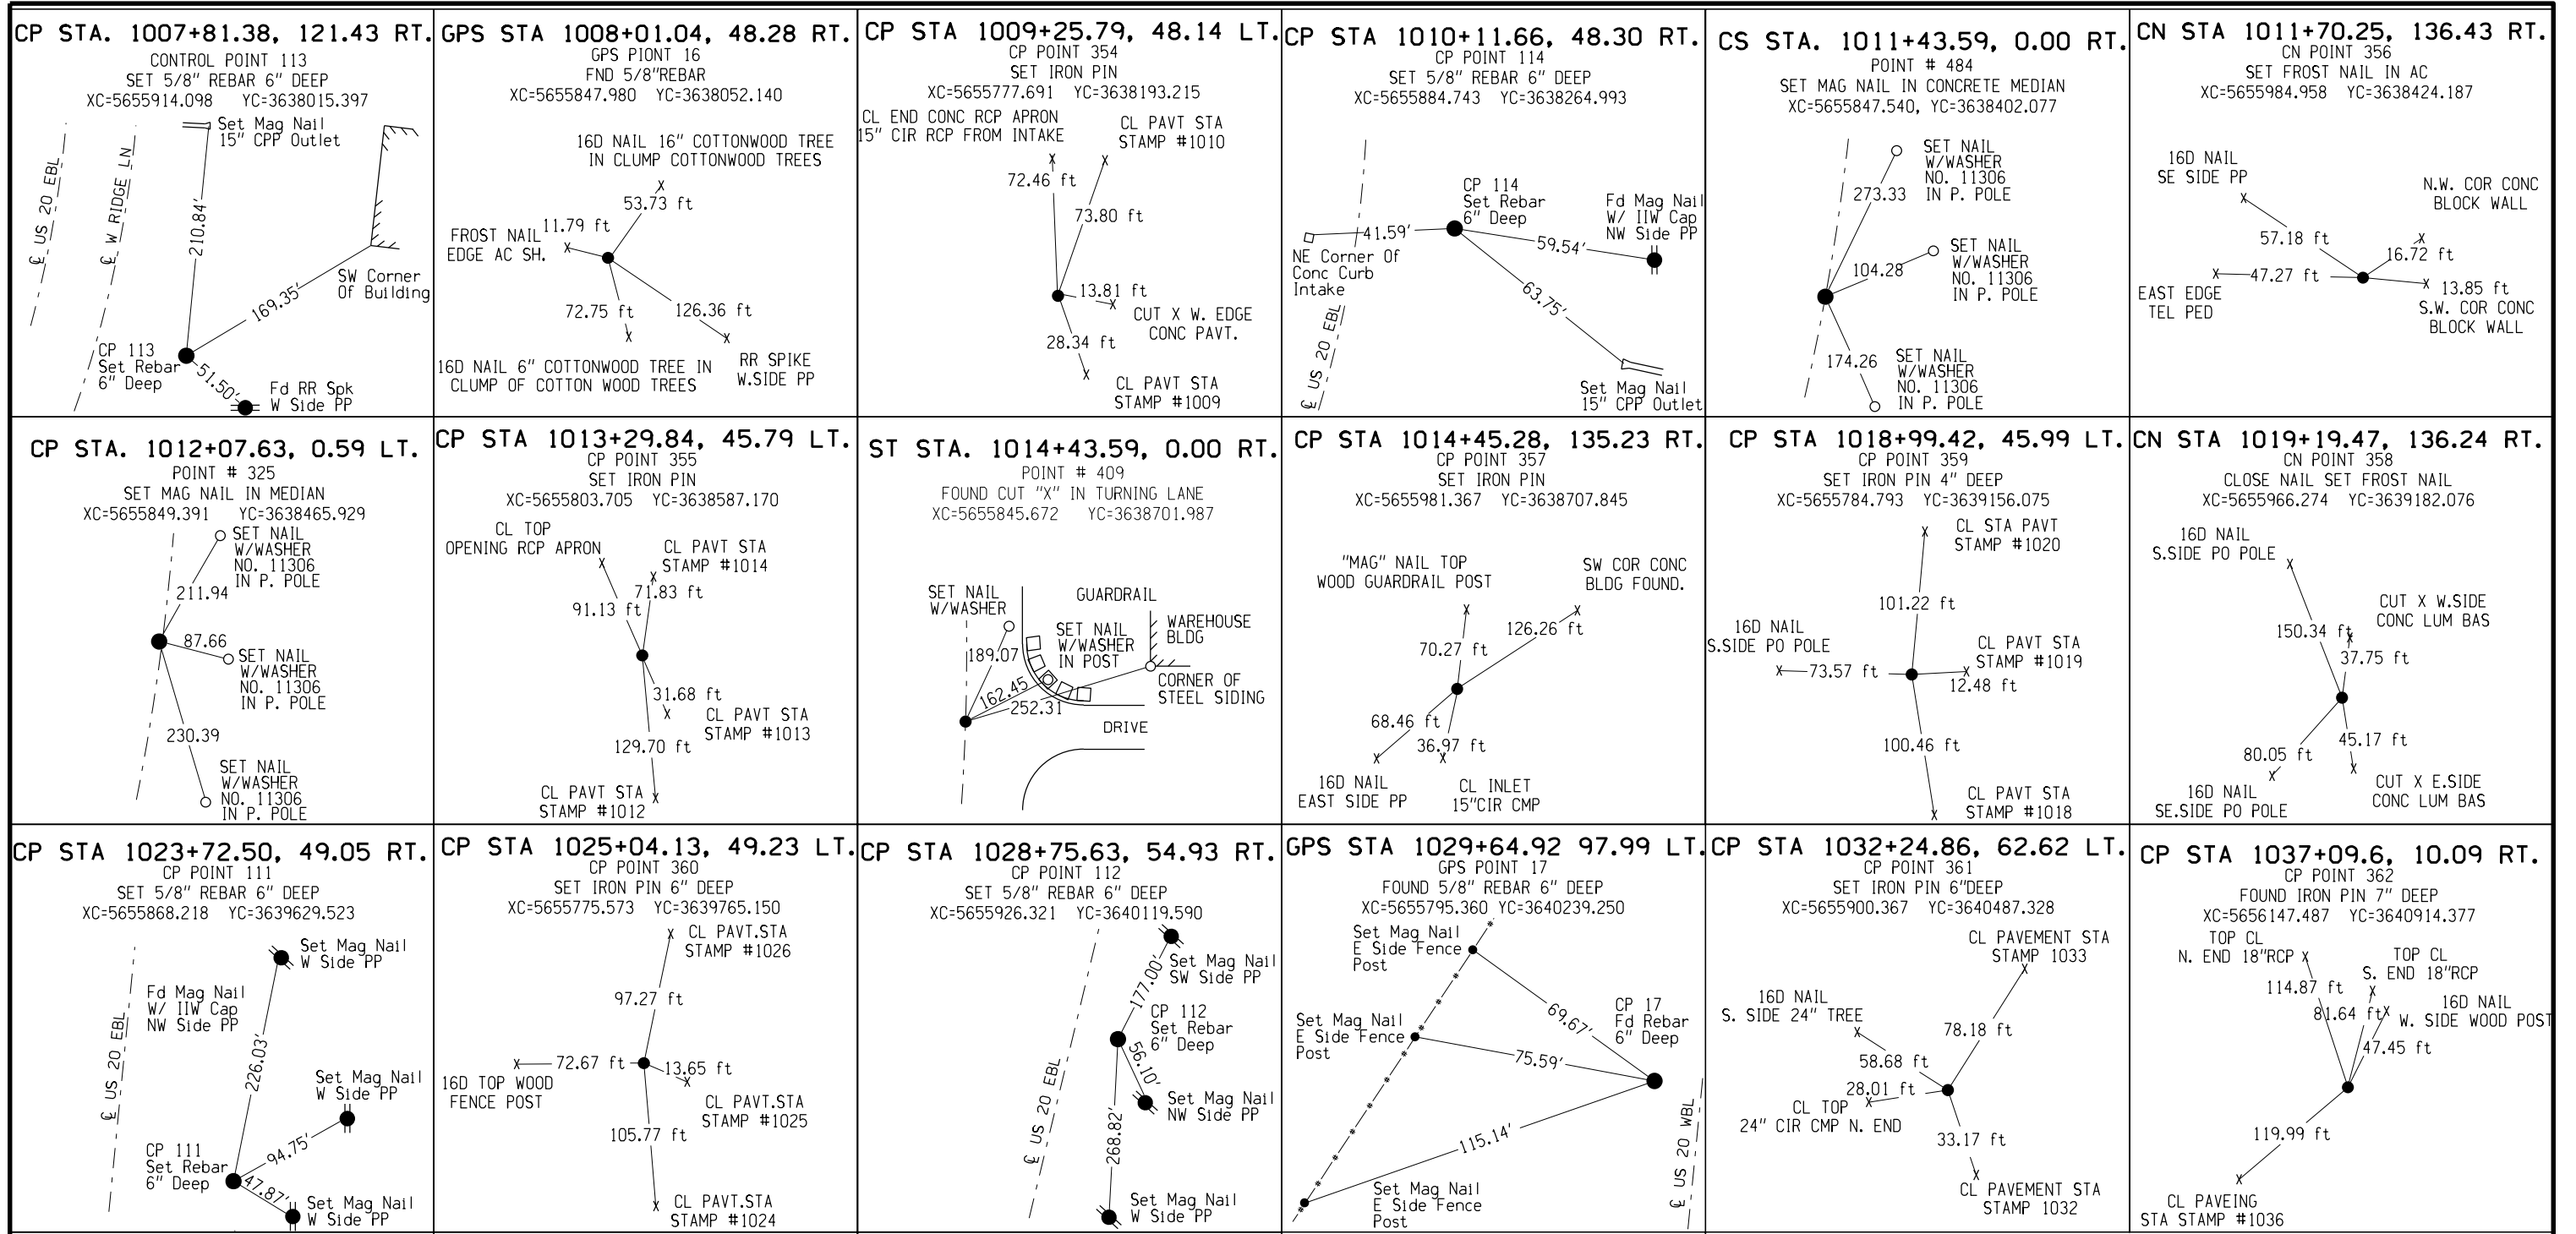 CP STA. 1007+81.38, 121.43 RT.
CONTROL POINT 113
SET 5/8" REBAR 6" DEEP
XC=5655914.098 YC=3638015.397
Set Mag Nail
15" CPP Outlet
℄ US 20 EBL
℄ W RIDGE LN
210.84'
SW Corner
Of Building
169.35'
CP 113
Set Rebar
6" Deep
51.50'
Fd RR Spk
W Side PP
GPS STA 1008+01.04, 48.28 RT.
GPS PIONT 16
FND 5/8"REBAR
XC=5655847.980 YC=3638052.140
16D NAIL 16" COTTONWOOD TREE
IN CLUMP COTTONWOOD TREES
53.73 ft
11.79 ft
FROST NAIL
EDGE AC SH.
72.75 ft
126.36 ft
16D NAIL 6" COTTONWOOD TREE IN
CLUMP OF COTTON WOOD TREES
RR SPIKE
W.SIDE PP
CP STA 1009+25.79, 48.14 LT.
CP POINT 354
SET IRON PIN
XC=5655777.691 YC=3638193.215
CL END CONC RCP APRON
15" CIR RCP FROM INTAKE
CL PAVT STA
STAMP #1010
72.46 ft
73.80 ft
13.81 ft
CUT X W. EDGE
CONC PAVT.
28.34 ft
CL PAVT STA
STAMP #1009
CP STA 1010+11.66, 48.30 RT.
CP POINT 114
SET 5/8" REBAR 6" DEEP
XC=5655884.743 YC=3638264.993
CP 114
Set Rebar
6" Deep
Fd Mag Nail
W/ IIW Cap
NW Side PP
41.59'
59.54'
NE Corner Of
Conc Curb
Intake
63.75'
℄ US 20 EBL
Set Mag Nail
15" CPP Outlet
CS STA. 1011+43.59, 0.00 RT.
POINT # 484
SET MAG NAIL IN CONCRETE MEDIAN
XC=5655847.540, YC=3638402.077
SET NAIL
W/WASHER
NO. 11306
IN P. POLE
273.33
SET NAIL
W/WASHER
NO. 11306
IN P. POLE
104.28
174.26
SET NAIL
W/WASHER
NO. 11306
IN P. POLE
CN STA 1011+70.25, 136.43 RT.
CN POINT 356
SET FROST NAIL IN AC
XC=5655984.958 YC=3638424.187
16D NAIL
SE SIDE PP
N.W. COR CONC
BLOCK WALL
57.18 ft
16.72 ft
47.27 ft
13.85 ft
EAST EDGE
TEL PED
S.W. COR CONC
BLOCK WALL
CP STA. 1012+07.63, 0.59 LT.
POINT # 325
SET MAG NAIL IN MEDIAN
XC=5655849.391 YC=3638465.929
SET NAIL
W/WASHER
NO. 11306
IN P. POLE
211.94
87.66
SET NAIL
W/WASHER
NO. 11306
IN P. POLE
230.39
SET NAIL
W/WASHER
NO. 11306
IN P. POLE
CP STA 1013+29.84, 45.79 LT.
CP POINT 355
SET IRON PIN
XC=5655803.705 YC=3638587.170
CL TOP
OPENING RCP APRON
CL PAVT STA
STAMP #1014
71.83 ft
91.13 ft
31.68 ft
CL PAVT STA
STAMP #1013
129.70 ft
CL PAVT STA
STAMP #1012
ST STA. 1014+43.59, 0.00 RT.
POINT # 409
FOUND CUT "X" IN TURNING LANE
XC=5655845.672 YC=3638701.987
SET NAIL
W/WASHER
GUARDRAIL
SET NAIL
W/WASHER
IN POST
WAREHOUSE
BLDG
189.07
162.45
252.31
CORNER OF
STEEL SIDING
DRIVE
CP STA 1014+45.28, 135.23 RT.
CP POINT 357
SET IRON PIN
XC=5655981.367 YC=3638707.845
"MAG" NAIL TOP
WOOD GUARDRAIL POST
SW COR CONC
BLDG FOUND.
126.26 ft
70.27 ft
68.46 ft
36.97 ft
16D NAIL
EAST SIDE PP
CL INLET
15"CIR CMP
CP STA 1018+99.42, 45.99 LT.
CP POINT 359
SET IRON PIN 4" DEEP
XC=5655784.793 YC=3639156.075
CL STA PAVT
STAMP #1020
101.22 ft
16D NAIL
S.SIDE PO POLE
CL PAVT STA
STAMP #1019
73.57 ft
12.48 ft
100.46 ft
CL PAVT STA
STAMP #1018
CN STA 1019+19.47, 136.24 RT.
CN POINT 358
CLOSE NAIL SET FROST NAIL
XC=5655966.274 YC=3639182.076
16D NAIL
S.SIDE PO POLE
CUT X W.SIDE
CONC LUM BAS
150.34 ft
37.75 ft
80.05 ft
45.17 ft
16D NAIL
SE.SIDE PO POLE
CUT X E.SIDE
CONC LUM BAS
CP STA 1023+72.50, 49.05 RT.
CP POINT 111
SET 5/8" REBAR 6" DEEP
XC=5655868.218 YC=3639629.523
Set Mag Nail
W Side PP
Fd Mag Nail
W/ IIW Cap
NW Side PP
℄ US 20 EBL
226.03'
Set Mag Nail
W Side PP
94.75'
CP 111
Set Rebar
6" Deep
47.87'
Set Mag Nail
W Side PP
CP STA 1025+04.13, 49.23 LT.
CP POINT 360
SET IRON PIN 6" DEEP
XC=5655775.573 YC=3639765.150
CL PAVT.STA
STAMP #1026
97.27 ft
72.67 ft
13.65 ft
16D TOP WOOD
FENCE POST
CL PAVT.STA
STAMP #1025
105.77 ft
CL PAVT.STA
STAMP #1024
CP STA 1028+75.63, 54.93 RT.
CP POINT 112
SET 5/8" REBAR 6" DEEP
XC=5655926.321 YC=3640119.590
Set Mag Nail
SW Side PP
177.00'
CP 112
Set Rebar
6" Deep
56.10'
℄ US 20 EBL
Set Mag Nail
NW Side PP
268.82'
Set Mag Nail
W Side PP
GPS STA 1029+64.92 97.99 LT.
GPS POINT 17
FOUND 5/8" REBAR 6" DEEP
XC=5655795.360 YC=3640239.250
Set Mag Nail
E Side Fence
Post
69.67'
CP 17
Fd Rebar
6" Deep
Set Mag Nail
E Side Fence
Post
75.59'
115.14'
℄ US 20 WBL
Set Mag Nail
E Side Fence
Post
CP STA 1032+24.86, 62.62 LT.
CP POINT 361
SET IRON PIN 6"DEEP
XC=5655900.367 YC=3640487.328
CL PAVEMENT STA
STAMP 1033
16D NAIL
S. SIDE 24" TREE
78.18 ft
58.68 ft
28.01 ft
CL TOP
24" CIR CMP N. END
33.17 ft
CL PAVEMENT STA
STAMP 1032
CP STA 1037+09.6, 10.09 RT.
CP POINT 362
FOUND IRON PIN 7" DEEP
XC=5656147.487 YC=3640914.377
TOP CL
N. END 18"RCP
TOP CL
S. END 18"RCP
114.87 ft
81.64 ft
16D NAIL
W. SIDE WOOD POST
47.45 ft
119.99 ft
CL PAVEING
STA STAMP #1036